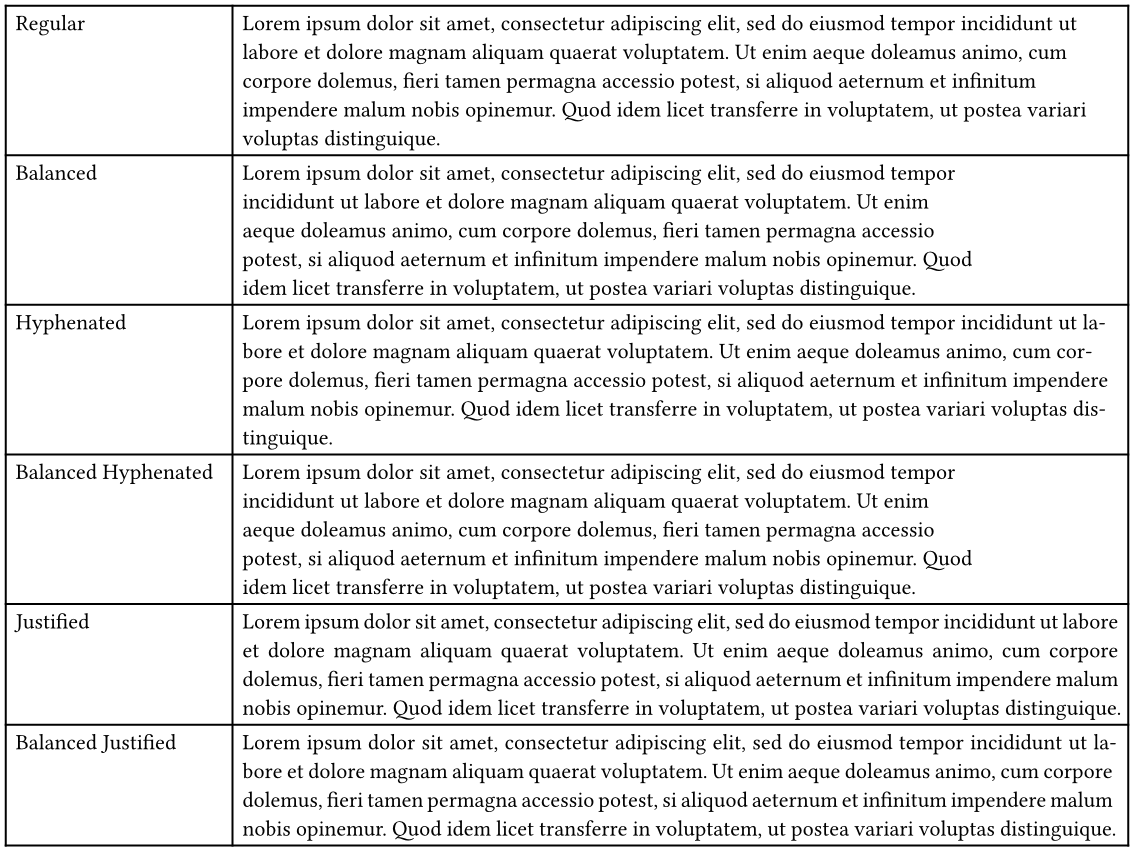 Regular
Lorem ipsum dolor sit amet, consectetur adipiscing elit, sed do eiusmod tempor incididunt ut
labore et dolore magnam aliquam quaerat voluptatem. Ut enim aeque doleamus animo, cum
corpore dolemus, fieri tamen permagna accessio potest, si aliquod aeternum et infinitum
impendere malum nobis opinemur. Quod idem licet transferre in voluptatem, ut postea variari
voluptas distinguique.
Balanced
Lorem ipsum dolor sit amet, consectetur adipiscing elit, sed do eiusmod tempor
incididunt ut labore et dolore magnam aliquam quaerat voluptatem. Ut enim
aeque doleamus animo, cum corpore dolemus, fieri tamen permagna accessio
potest, si aliquod aeternum et infinitum impendere malum nobis opinemur. Quod
idem licet transferre in voluptatem, ut postea variari voluptas distinguique.
Hyphenated
Lorem ipsum dolor sit amet, consectetur adipiscing elit, sed do eiusmod tempor incididunt ut la-
bore et dolore magnam aliquam quaerat voluptatem. Ut enim aeque doleamus animo, cum cor-
pore dolemus, fieri tamen permagna accessio potest, si aliquod aeternum et infinitum impendere
malum nobis opinemur. Quod idem licet transferre in voluptatem, ut postea variari voluptas dis-
tinguique.
Balanced Hyphenated
Lorem ipsum dolor sit amet, consectetur adipiscing elit, sed do eiusmod tempor
incididunt ut labore et dolore magnam aliquam quaerat voluptatem. Ut enim
aeque doleamus animo, cum corpore dolemus, fieri tamen permagna accessio
potest, si aliquod aeternum et infinitum impendere malum nobis opinemur. Quod
idem licet transferre in voluptatem, ut postea variari voluptas distinguique.
Justified
Lorem ipsum dolor sit amet, consectetur adipiscing elit, sed do eiusmod tempor incididunt ut labore
et dolore magnam aliquam quaerat voluptatem. Ut enim aeque doleamus animo, cum corpore
dolemus, fieri tamen permagna accessio potest, si aliquod aeternum et infinitum impendere malum
nobis opinemur. Quod idem licet transferre in voluptatem, ut postea variari voluptas distinguique.
Balanced Justified
Lorem ipsum dolor sit amet, consectetur adipiscing elit, sed do eiusmod tempor incididunt ut la-
bore et dolore magnam aliquam quaerat voluptatem. Ut enim aeque doleamus animo, cum corpore
dolemus, fieri tamen permagna accessio potest, si aliquod aeternum et infinitum impendere malum
nobis opinemur. Quod idem licet transferre in voluptatem, ut postea variari voluptas distinguique.